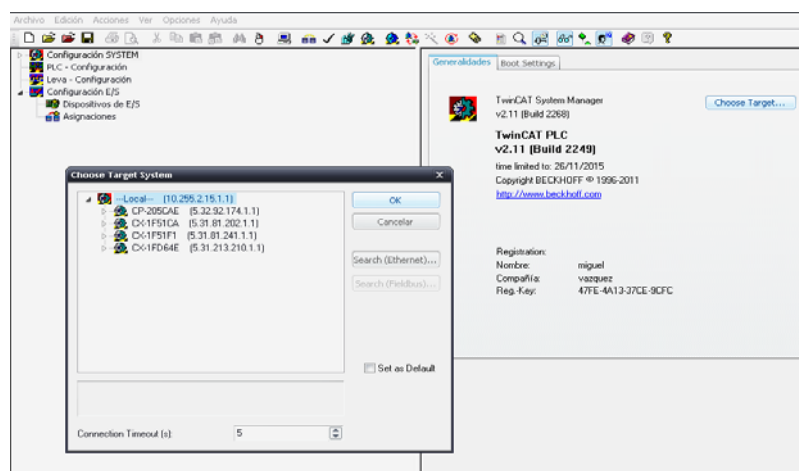 Archivo Edición Acciones Ver Opciones Ayuda
Configuración SYSTEM
PLC - Configuración
Leva - Configuración
Configuración E/S
Dispositivos de E/S
Asignaciones
Generalidades Boot Settings
TwinCAT System Manager
v2.11 (Build 2268)
Choose Target...
TwinCAT PLC
v2.11 (Build 2249)
time limited to: 26/11/2015
Copyright BECKHOFF © 1996-2011
http://www.beckhoff.com
Registration:
Nombre: miguel
Compañía: vazquez
Reg.-Key: 47FE-4A13-37CE-9CFC
Choose Target System x
--Local-- (10.255.2.15.1.1)
CP-205CAE (5.32.92.174.1.1)
CX-1F51CA (5.31.81.202.1.1)
CX-1F51F1 (5.31.81.241.1.1)
CX-1FD64E (5.31.213.210.1.1)
OK
Cancelar
Search (Ethernet)...
Search (Fieldbus)...
Set as Default
Connection Timeout (s): 5